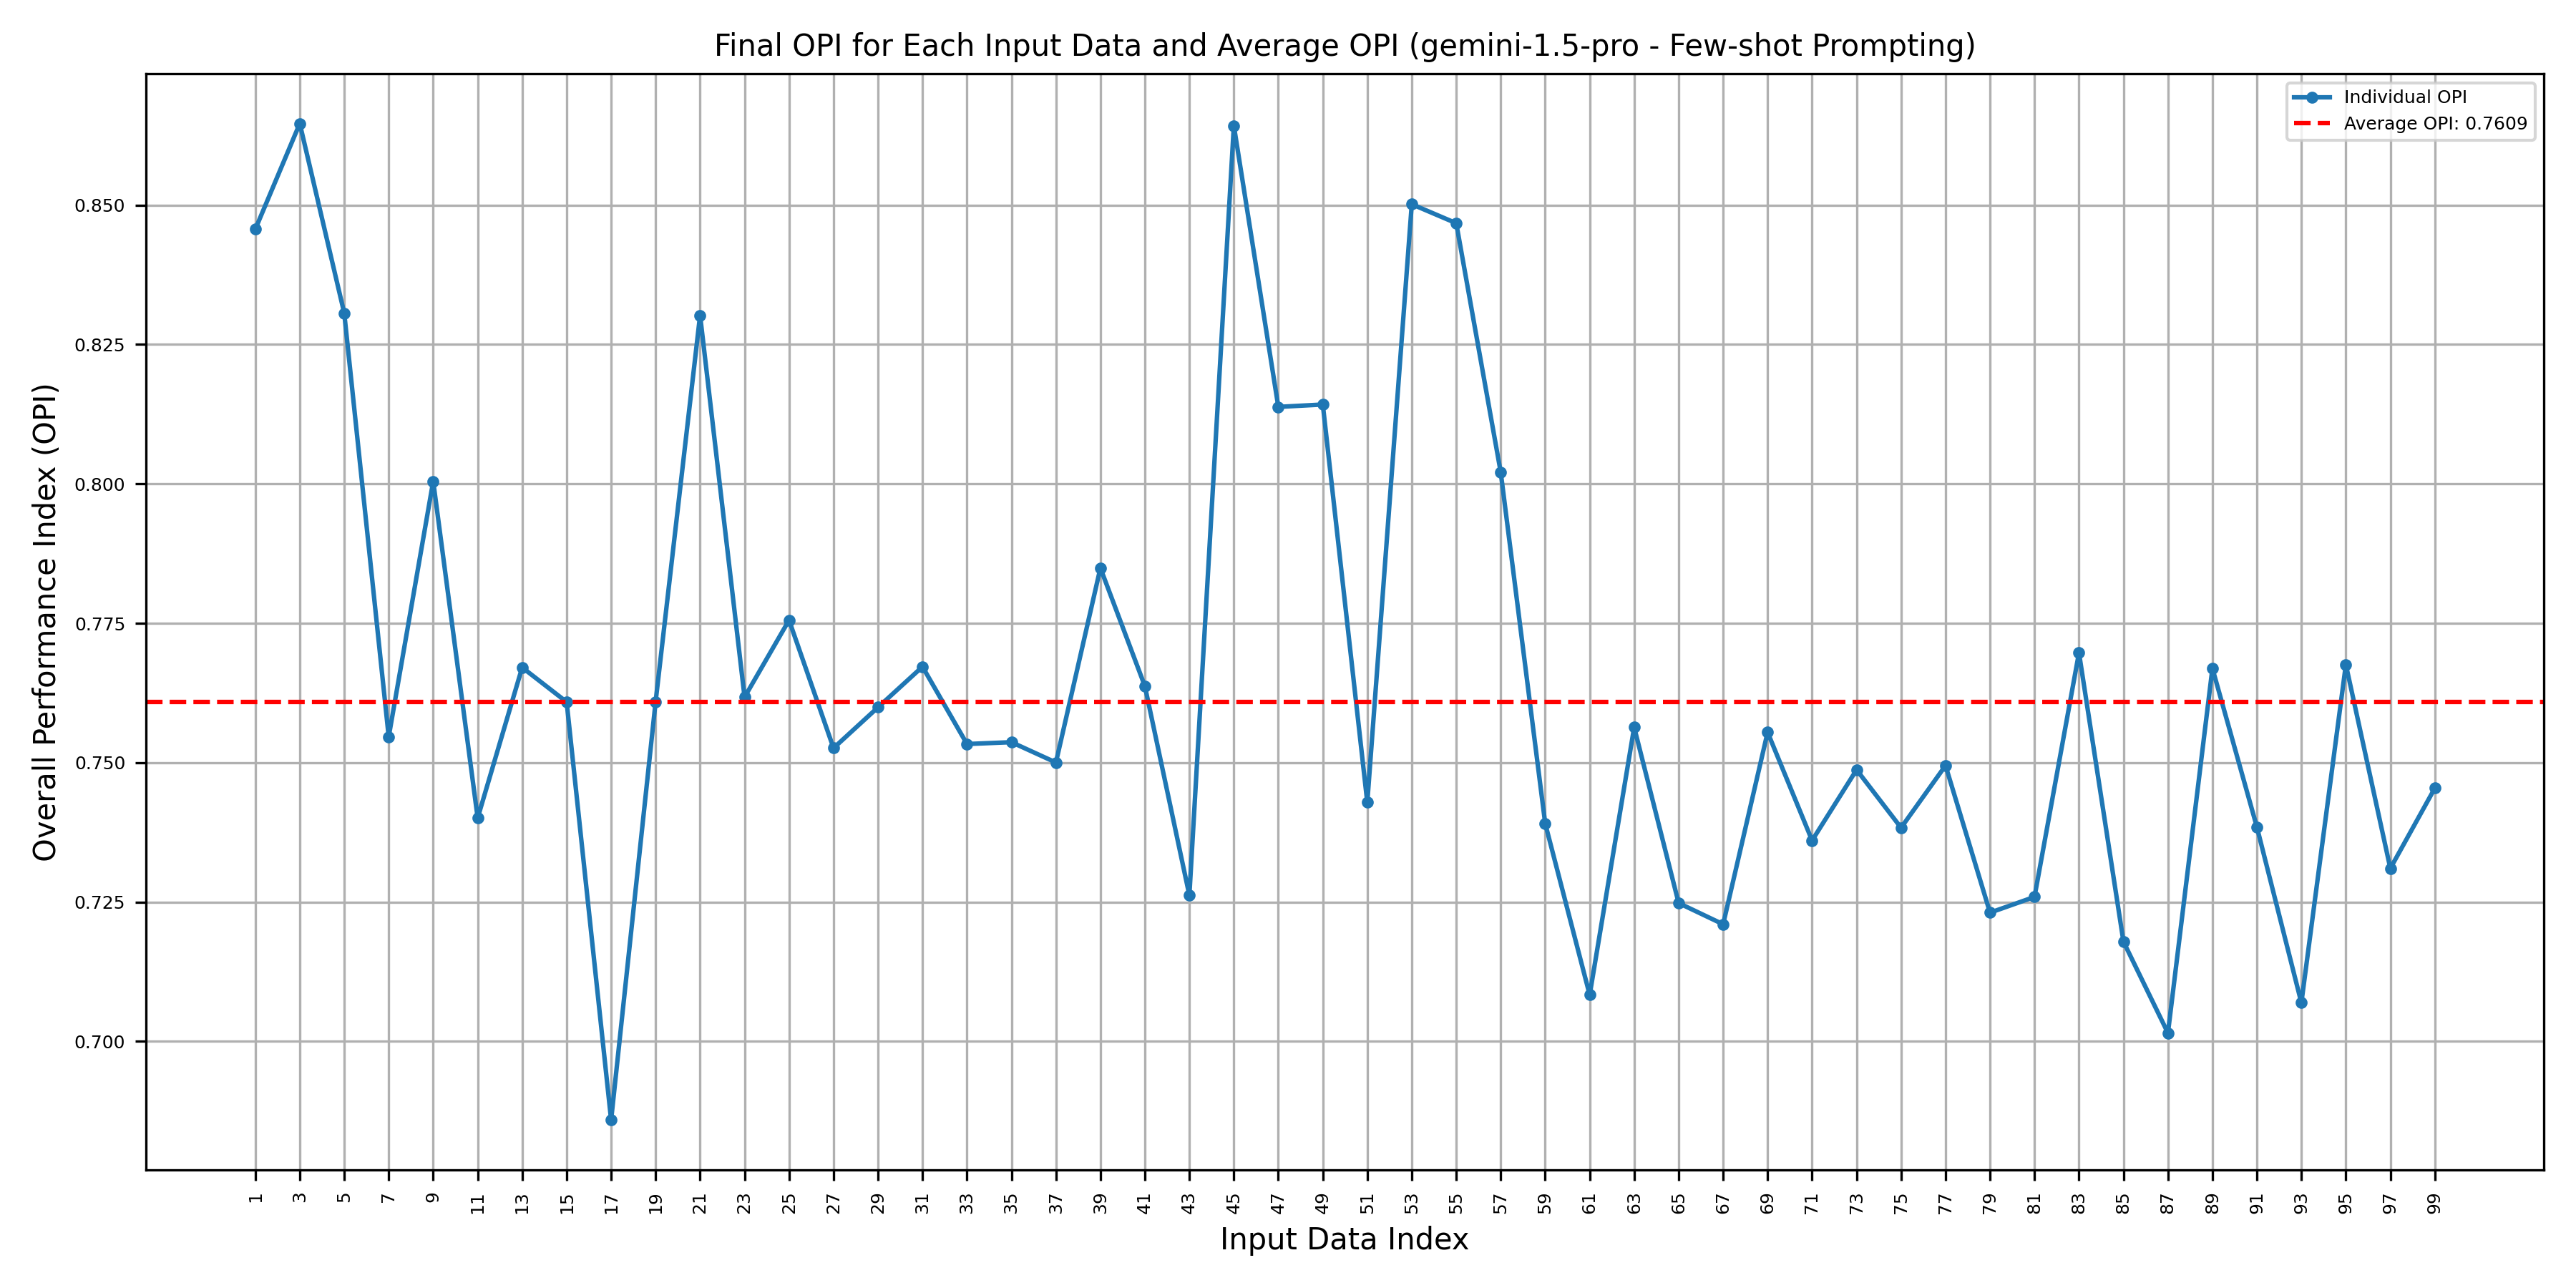 Final OPI for Each Input Data and Average OPI (gemini-1.5-pro - Few-shot Prompting)
Individual OPI
Average OPI: 0.7609
Overall Performance Index (OPI)
0.850
0.825
0.800
0.775
0.750
0.725
0.700
1 3 5 7 9 11 13 15 17 19 21 23 25 27 29 31 33 35 37 39 41 43 45 47 49 51 53 55 57 59 61 63 65 67 69 71 73 75 77 79 81 83 85 87 89 91 93 95 97 99
Input Data Index